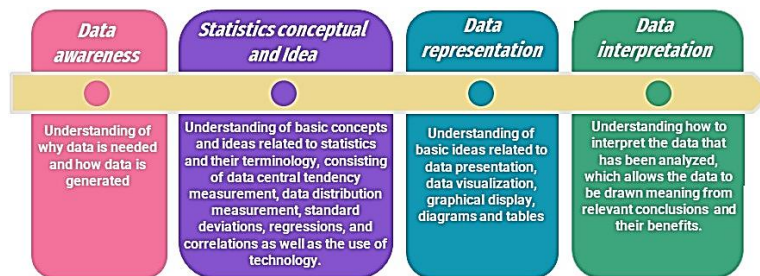 Data
awareness
Understanding of
why data is needed
and how data is
generated
Statistics conceptual
and Idea
Understanding of basic concepts
and ideas related to statistics
and their terminology, consisting
of data central tendency
measurement, data distribution
measurement, standard
deviations, regressions, and
correlations as well as the use of
technology.
Data
representation
Understanding of
basic ideas related to
data presentation,
data visualization,
graphical display,
diagrams and tables
Data
interpretation
Understanding how to
interpret the data that
has been analyzed,
which allows the data to
be drawn meaning from
relevant conclusions and
their benefits.